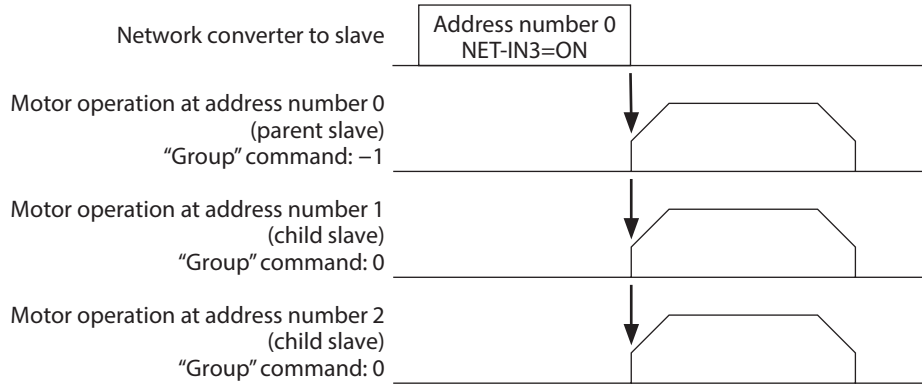 Network converter to slave
Address number 0
NET-IN3=ON
Motor operation at address number 0
(parent slave)
“Group” command: −1
Motor operation at address number 1
(child slave)
“Group” command: 0
Motor operation at address number 2
(child slave)
“Group” command: 0